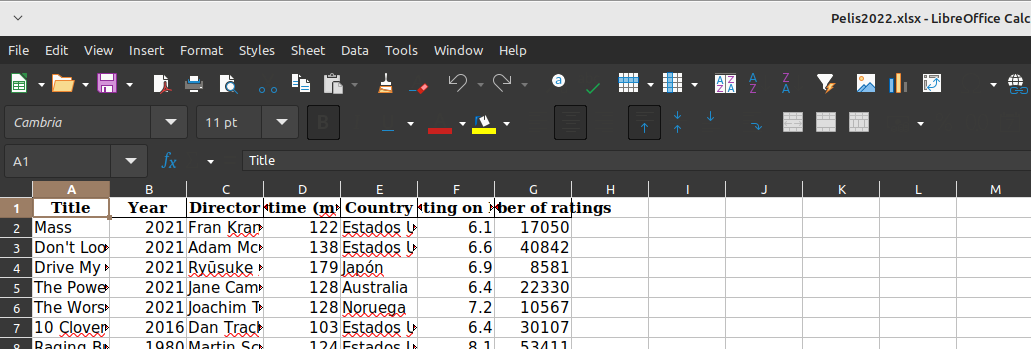 Pelis2022.xlsx - LibreOffice Calc
File Edit View Insert Format Styles Sheet Data Tools Window Help
Cambria 11 pt B
A1 fx Title
A B C D E F G H I J K L M
1 Title Year Director time (m Country ting on ber of ratings
2 Mass 2021 Fran Kran 122 Estados U 6.1 17050
3 Don't Loo 2021 Adam Mc 138 Estados U 6.6 40842
4 Drive My 2021 Ryūsuke 179 Japón 6.9 8581
5 The Powe 2021 Jane Cam 128 Australia 6.4 22330
6 The Wors 2021 Joachim T 128 Noruega 7.2 10567
7 10 Clover 2016 Dan Trach 103 Estados U 6.4 30107
8 Raging B 1980 Martin Sc 124 Estados U 8.1 53411